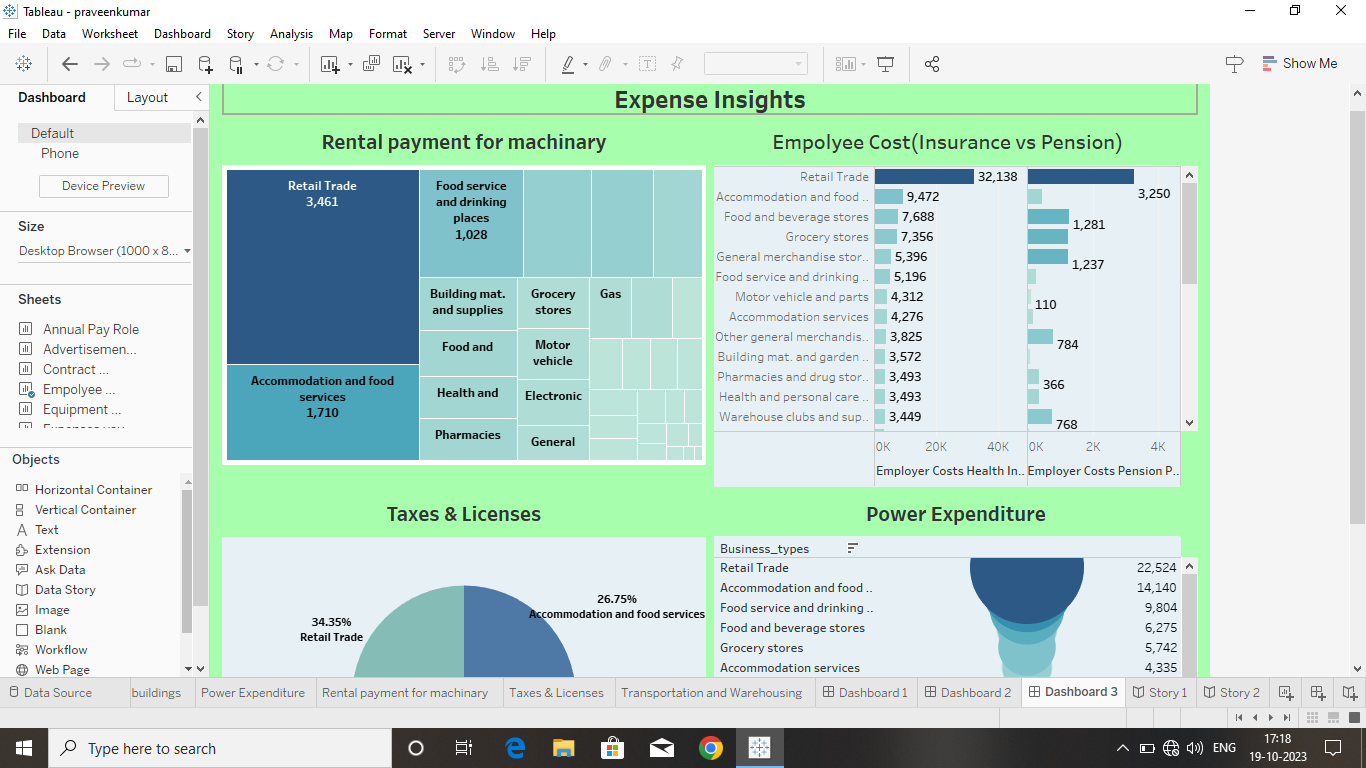 Tableau - praveenkumar
File Data Worksheet Dashboard Story Analysis Map Format Server Window Help
Show Me
Dashboard Layout
Default
Phone
Device Preview
Size
Desktop Browser (1000 x 8...
Sheets
Annual Pay Role
Advertisemen...
Contract ...
Empolyee ...
Equipment ...
Objects
Horizontal Container
Vertical Container
Text
Extension
Ask Data
Data Story
Image
Blank
Workflow
Web Page
Expense Insights
Rental payment for machinary
Retail Trade
3,461
Accommodation and food
services
1,710
Food service
and drinking
places
1,028
Building mat.
and supplies
Food and
Health and
Pharmacies
Grocery
stores
Motor
vehicle
Electronic
General
Gas
Empolyee Cost(Insurance vs Pension)
Retail Trade 32,138 3,250
Accommodation and food .. 9,472
Food and beverage stores 7,688 1,281
Grocery stores 7,356
General merchandise stor.. 5,396 1,237
Food service and drinking .. 5,196
Motor vehicle and parts 4,312 110
Accommodation services 4,276
Other general merchandis.. 3,825 784
Building mat. and garden .. 3,572
Pharmacies and drug stor.. 3,493 366
Health and personal care .. 3,493
Warehouse clubs and sup.. 3,449 768
0K 20K 40K 0K 2K 4K
Employer Costs Health In.. Employer Costs Pension P..
Taxes & Licenses
34.35%
Retail Trade
26.75%
Accommodation and food services
Power Expenditure
Business_types
Retail Trade 22,524
Accommodation and food .. 14,140
Food service and drinking .. 9,804
Food and beverage stores 6,275
Grocery stores 5,742
Accommodation services 4,335
Data Source buildings Power Expenditure Rental payment for machinary Taxes & Licenses Transportation and Warehousing Dashboard 1 Dashboard 2 Dashboard 3 Story 1 Story 2
Type here to search
ENG
17:18
19-10-2023